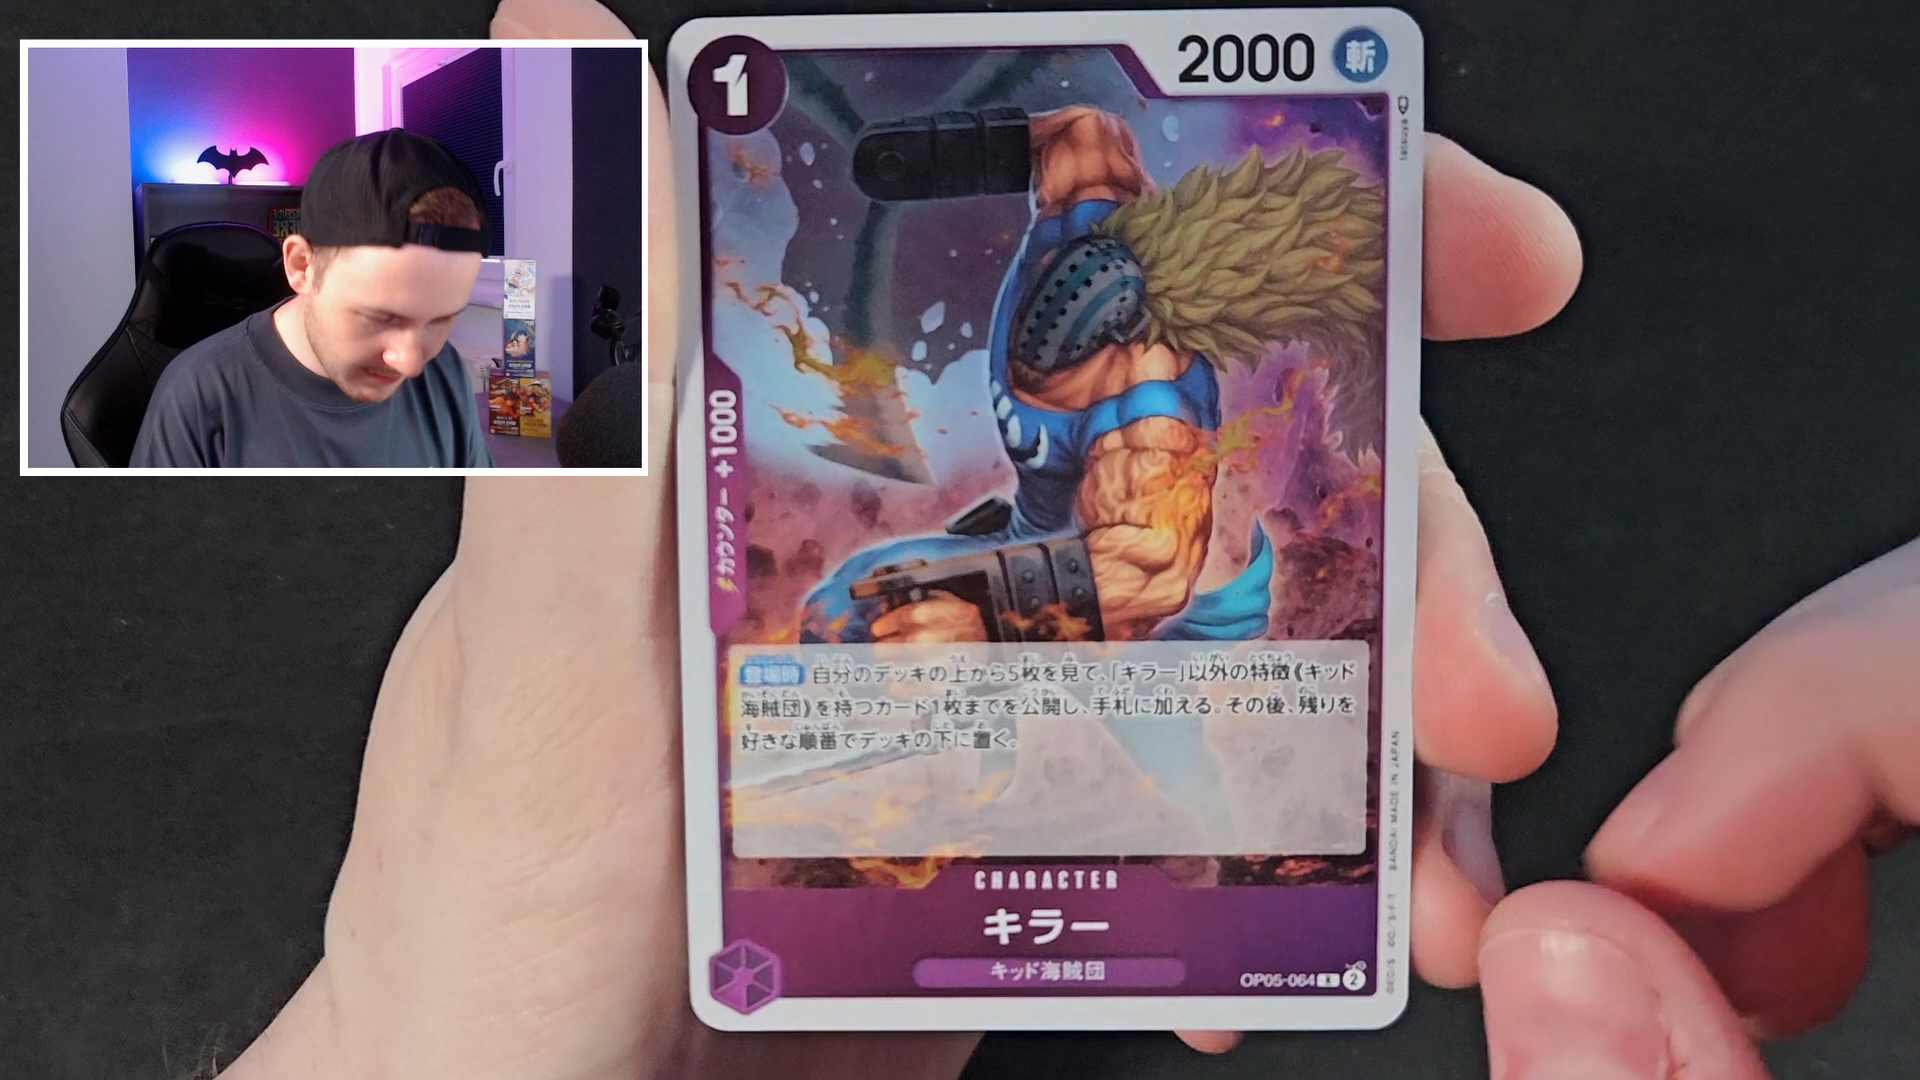 1
2000 斬
カウンター +1000
登場時 自分のデッキの上から5枚を見て、「キラー」以外の特徴《キッド
海賊団》を持つカード1枚までを公開し、手札に加える。その後、残りを
好きな順番でデッキの下に置く。
CHARACTER
キラー
キッド海賊団
OP05-064
2
BANDAI MADE IN JAPAN